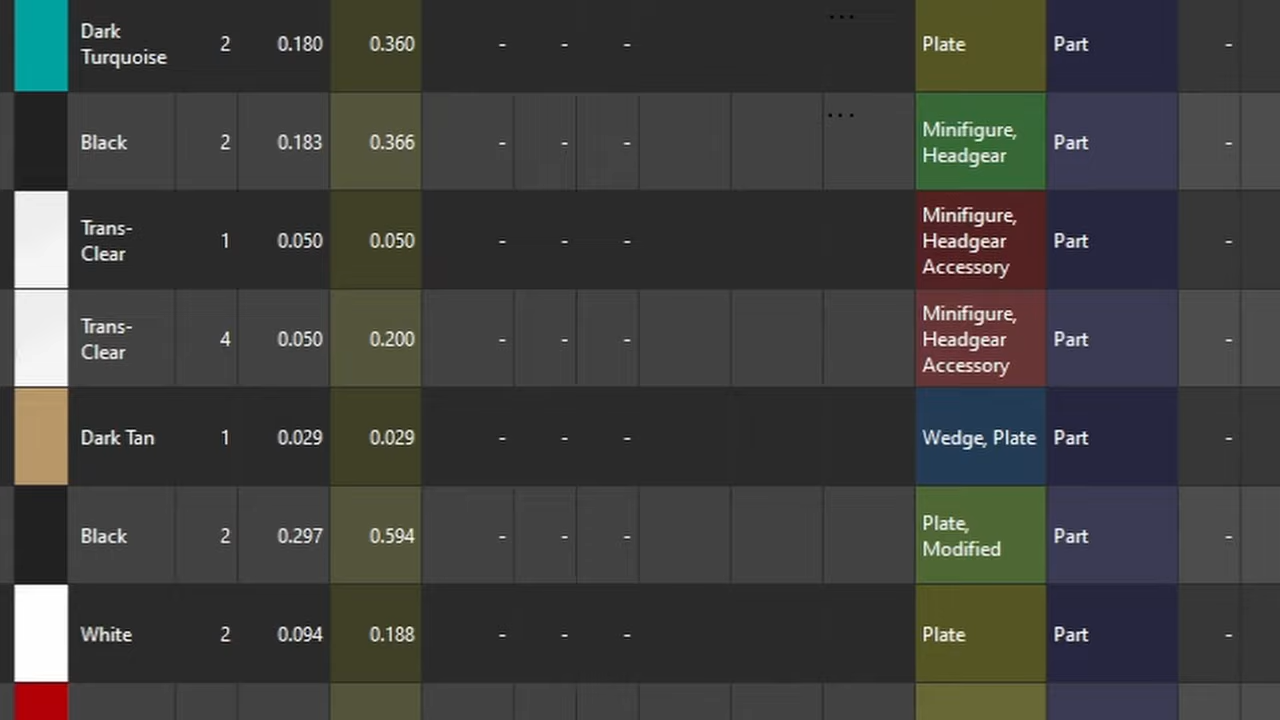 Dark
Turquoise 2 0.180 0.360 - - - ... Plate Part -
Black 2 0.183 0.366 - - - ... Minifigure,
Headgear Part -
Trans-
Clear 1 0.050 0.050 - - - Minifigure,
Headgear
Accessory Part -
Trans-
Clear 4 0.050 0.200 - - - Minifigure,
Headgear
Accessory Part -
Dark Tan 1 0.029 0.029 - - - Wedge, Plate Part -
Black 2 0.297 0.594 - - - Plate,
Modified Part -
White 2 0.094 0.188 - - - Plate Part -